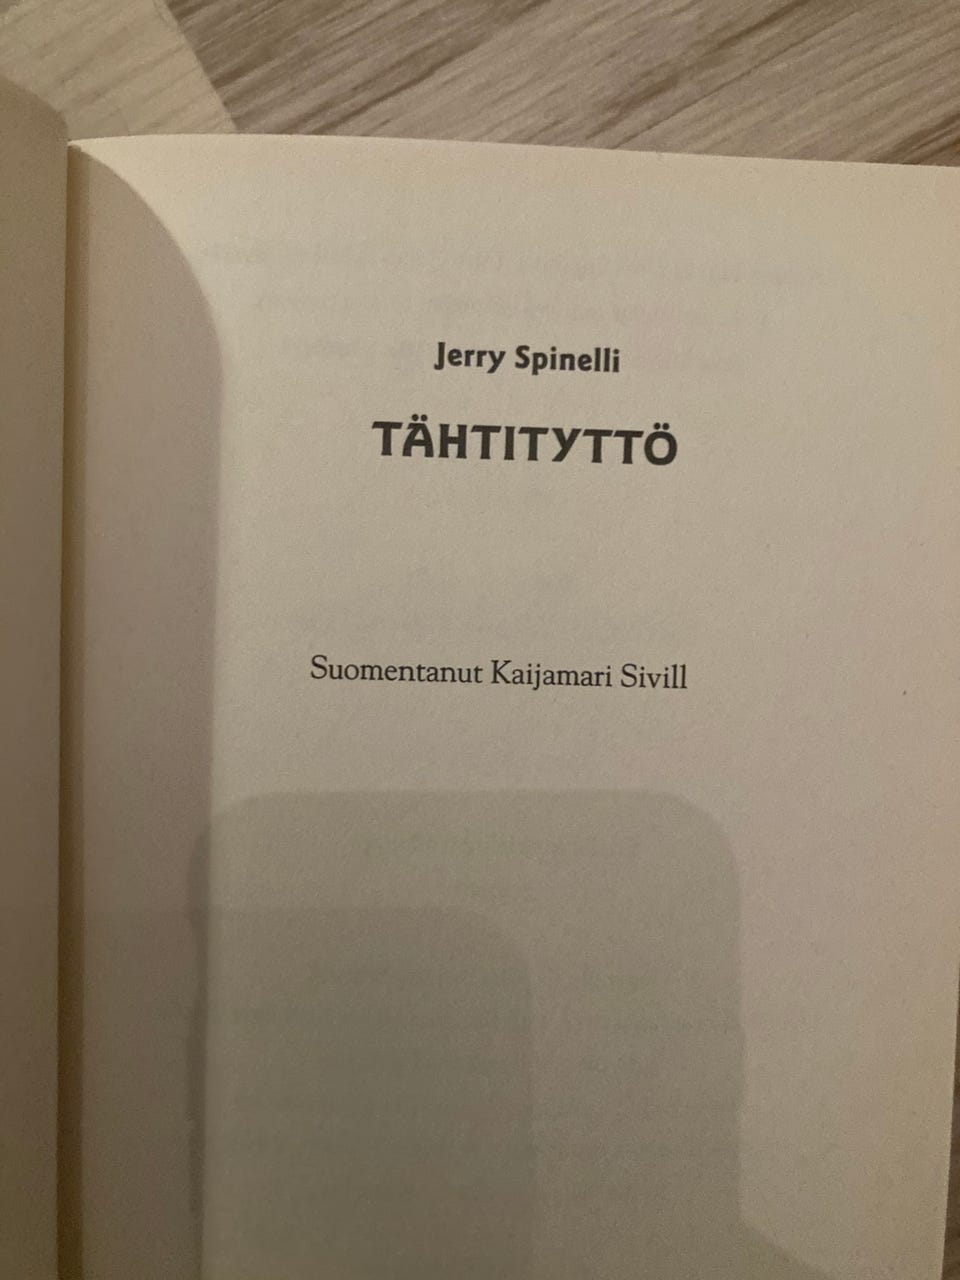 Jerry Spinelli
TÄHTITYTTÖ
Suomentanut Kaijamari Sivill